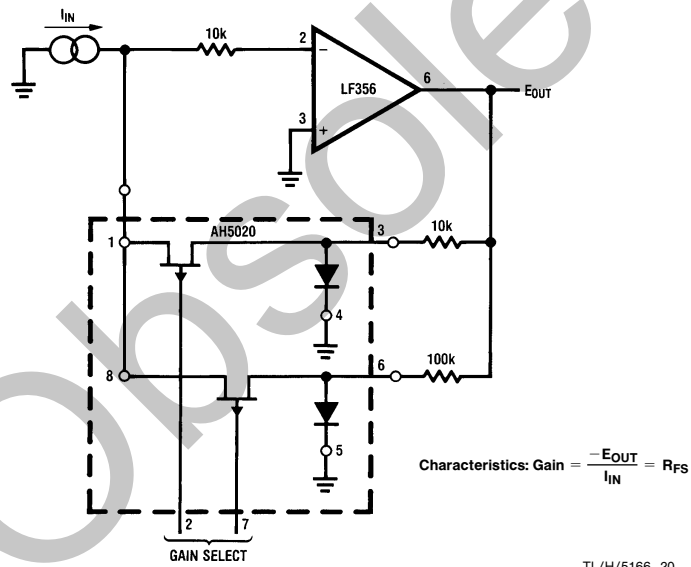 I_IN
10k
2
−
LF356
6
E_OUT
3
+
AH5020
1
3
10k
4
8
6
100k
5
Characteristics: Gain = −E_OUT / I_IN = R_FS
2
7
GAIN SELECT
TL/H/5166–20
Obsolete